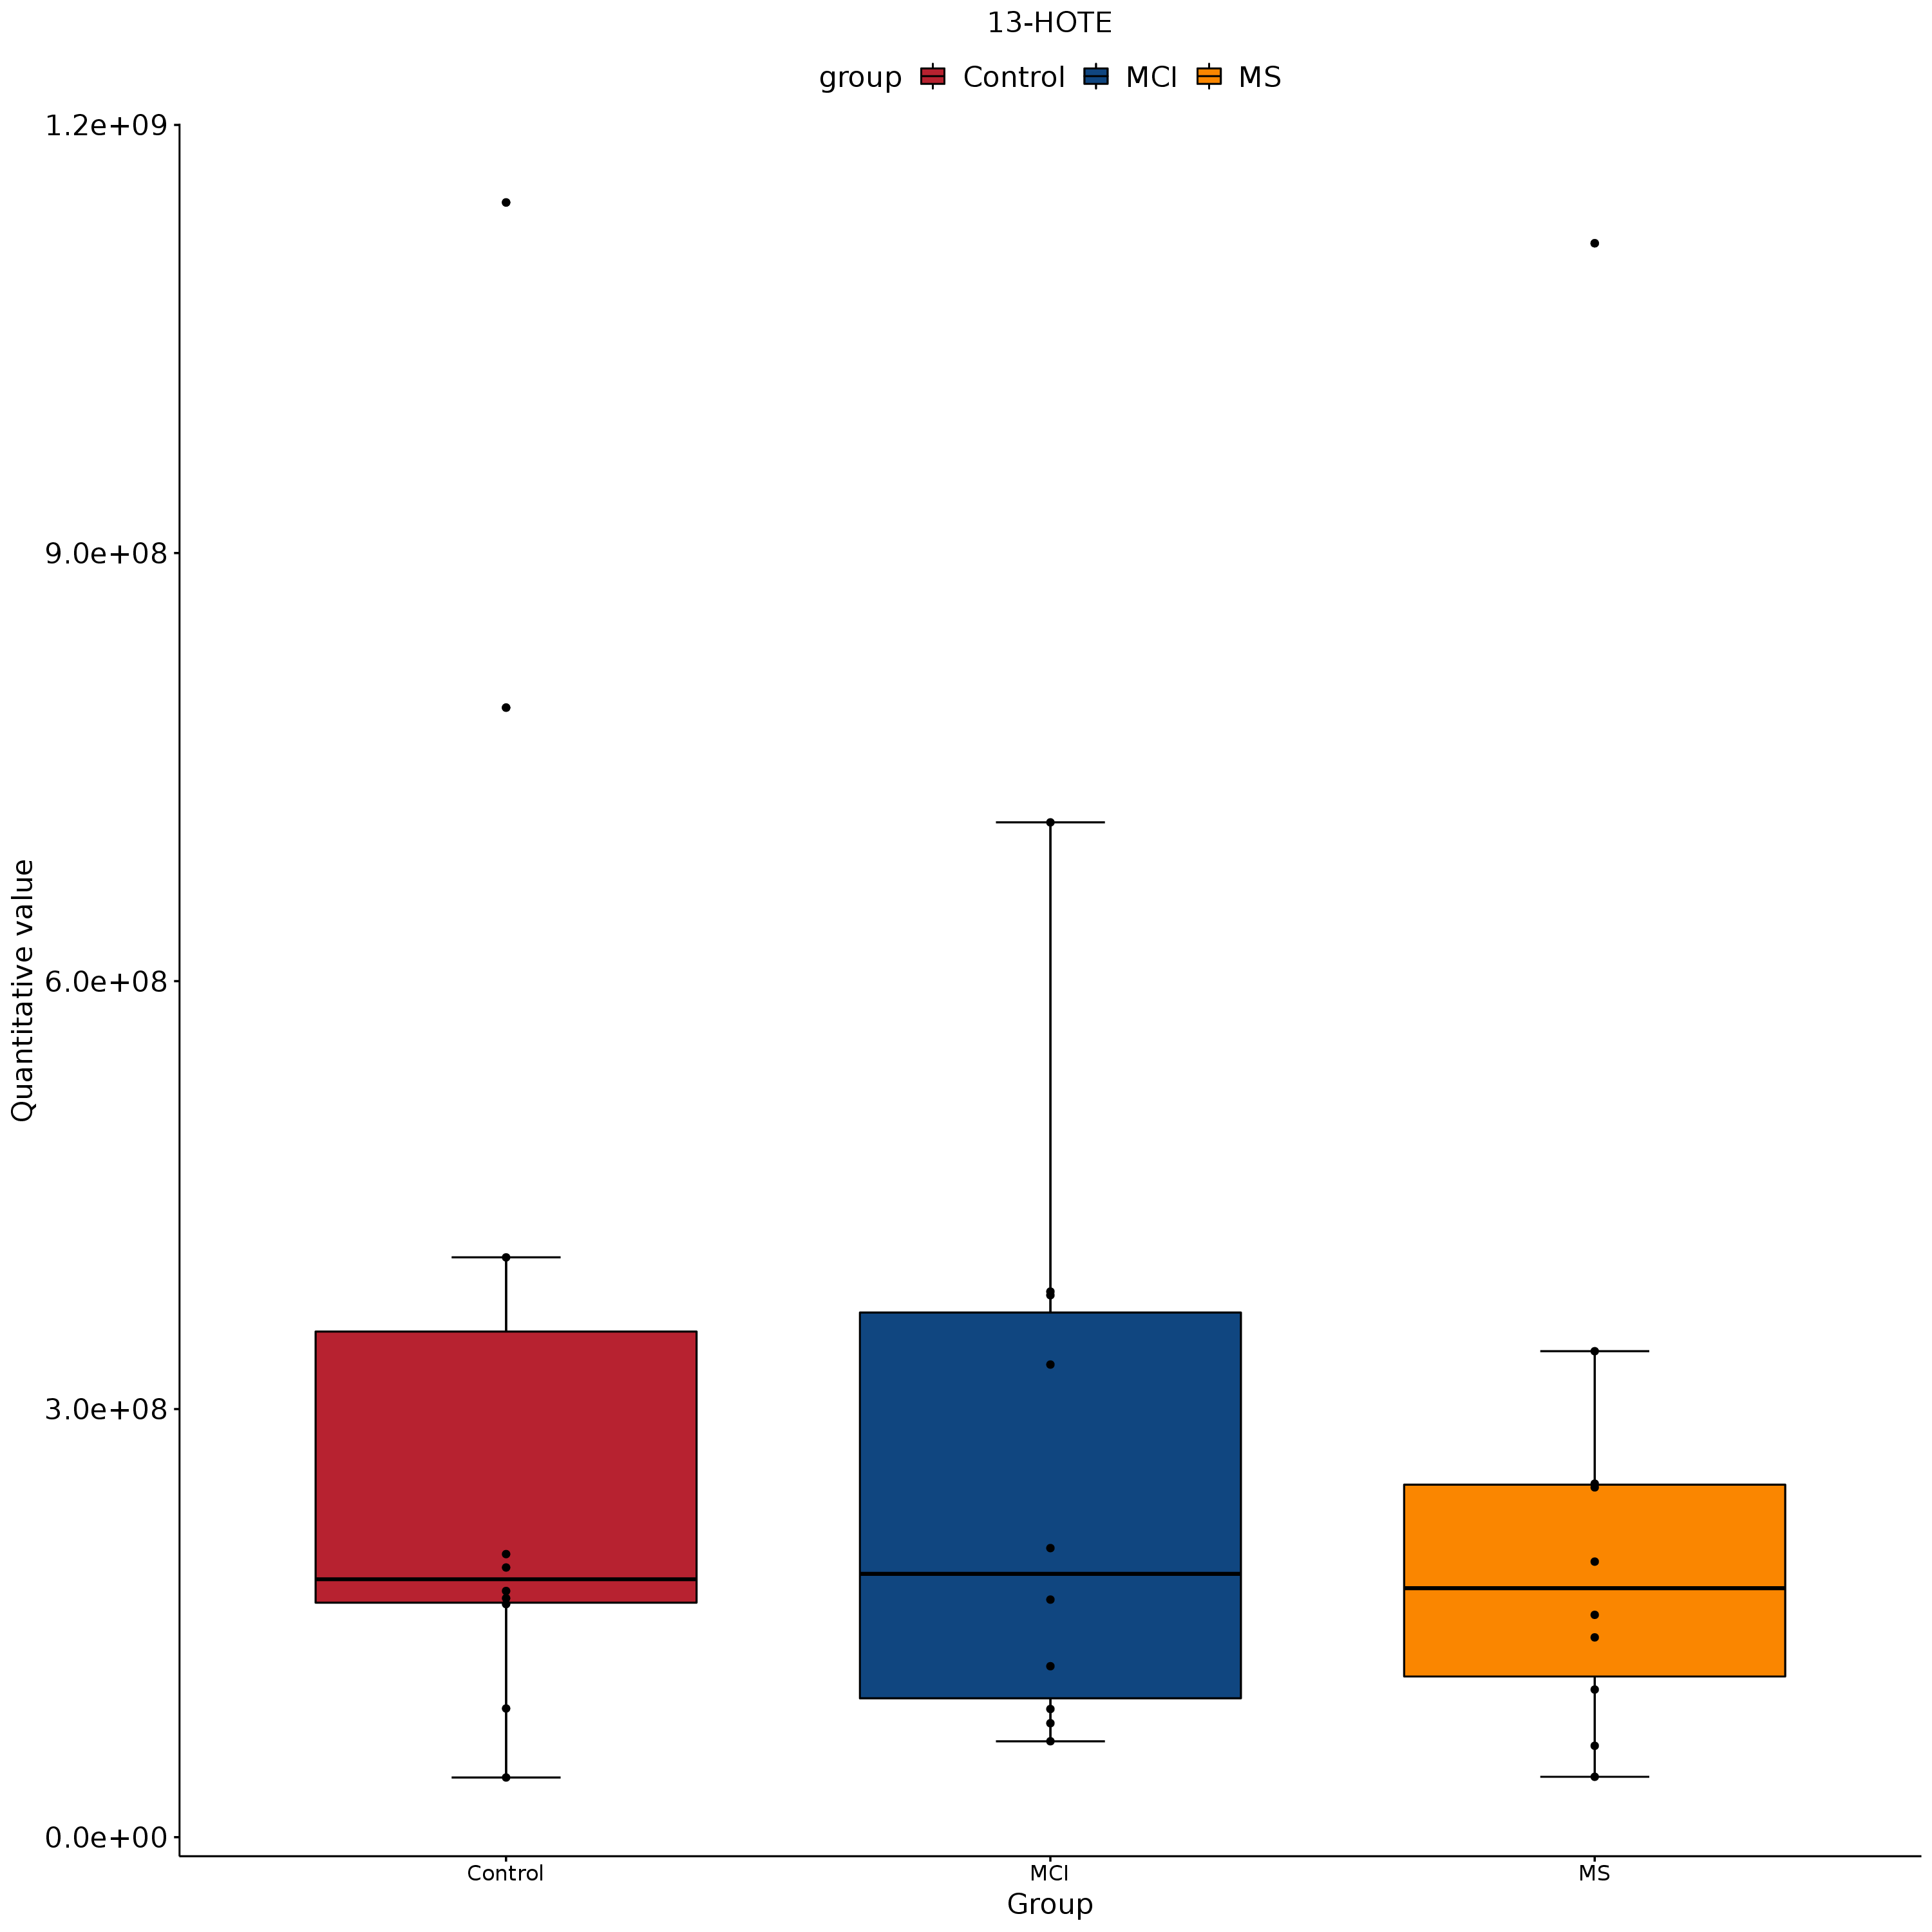 13-HOTE
group Control MCI MS
1.2e+09
9.0e+08
6.0e+08
3.0e+08
0.0e+00
Quantitative value
Control MCI MS
Group